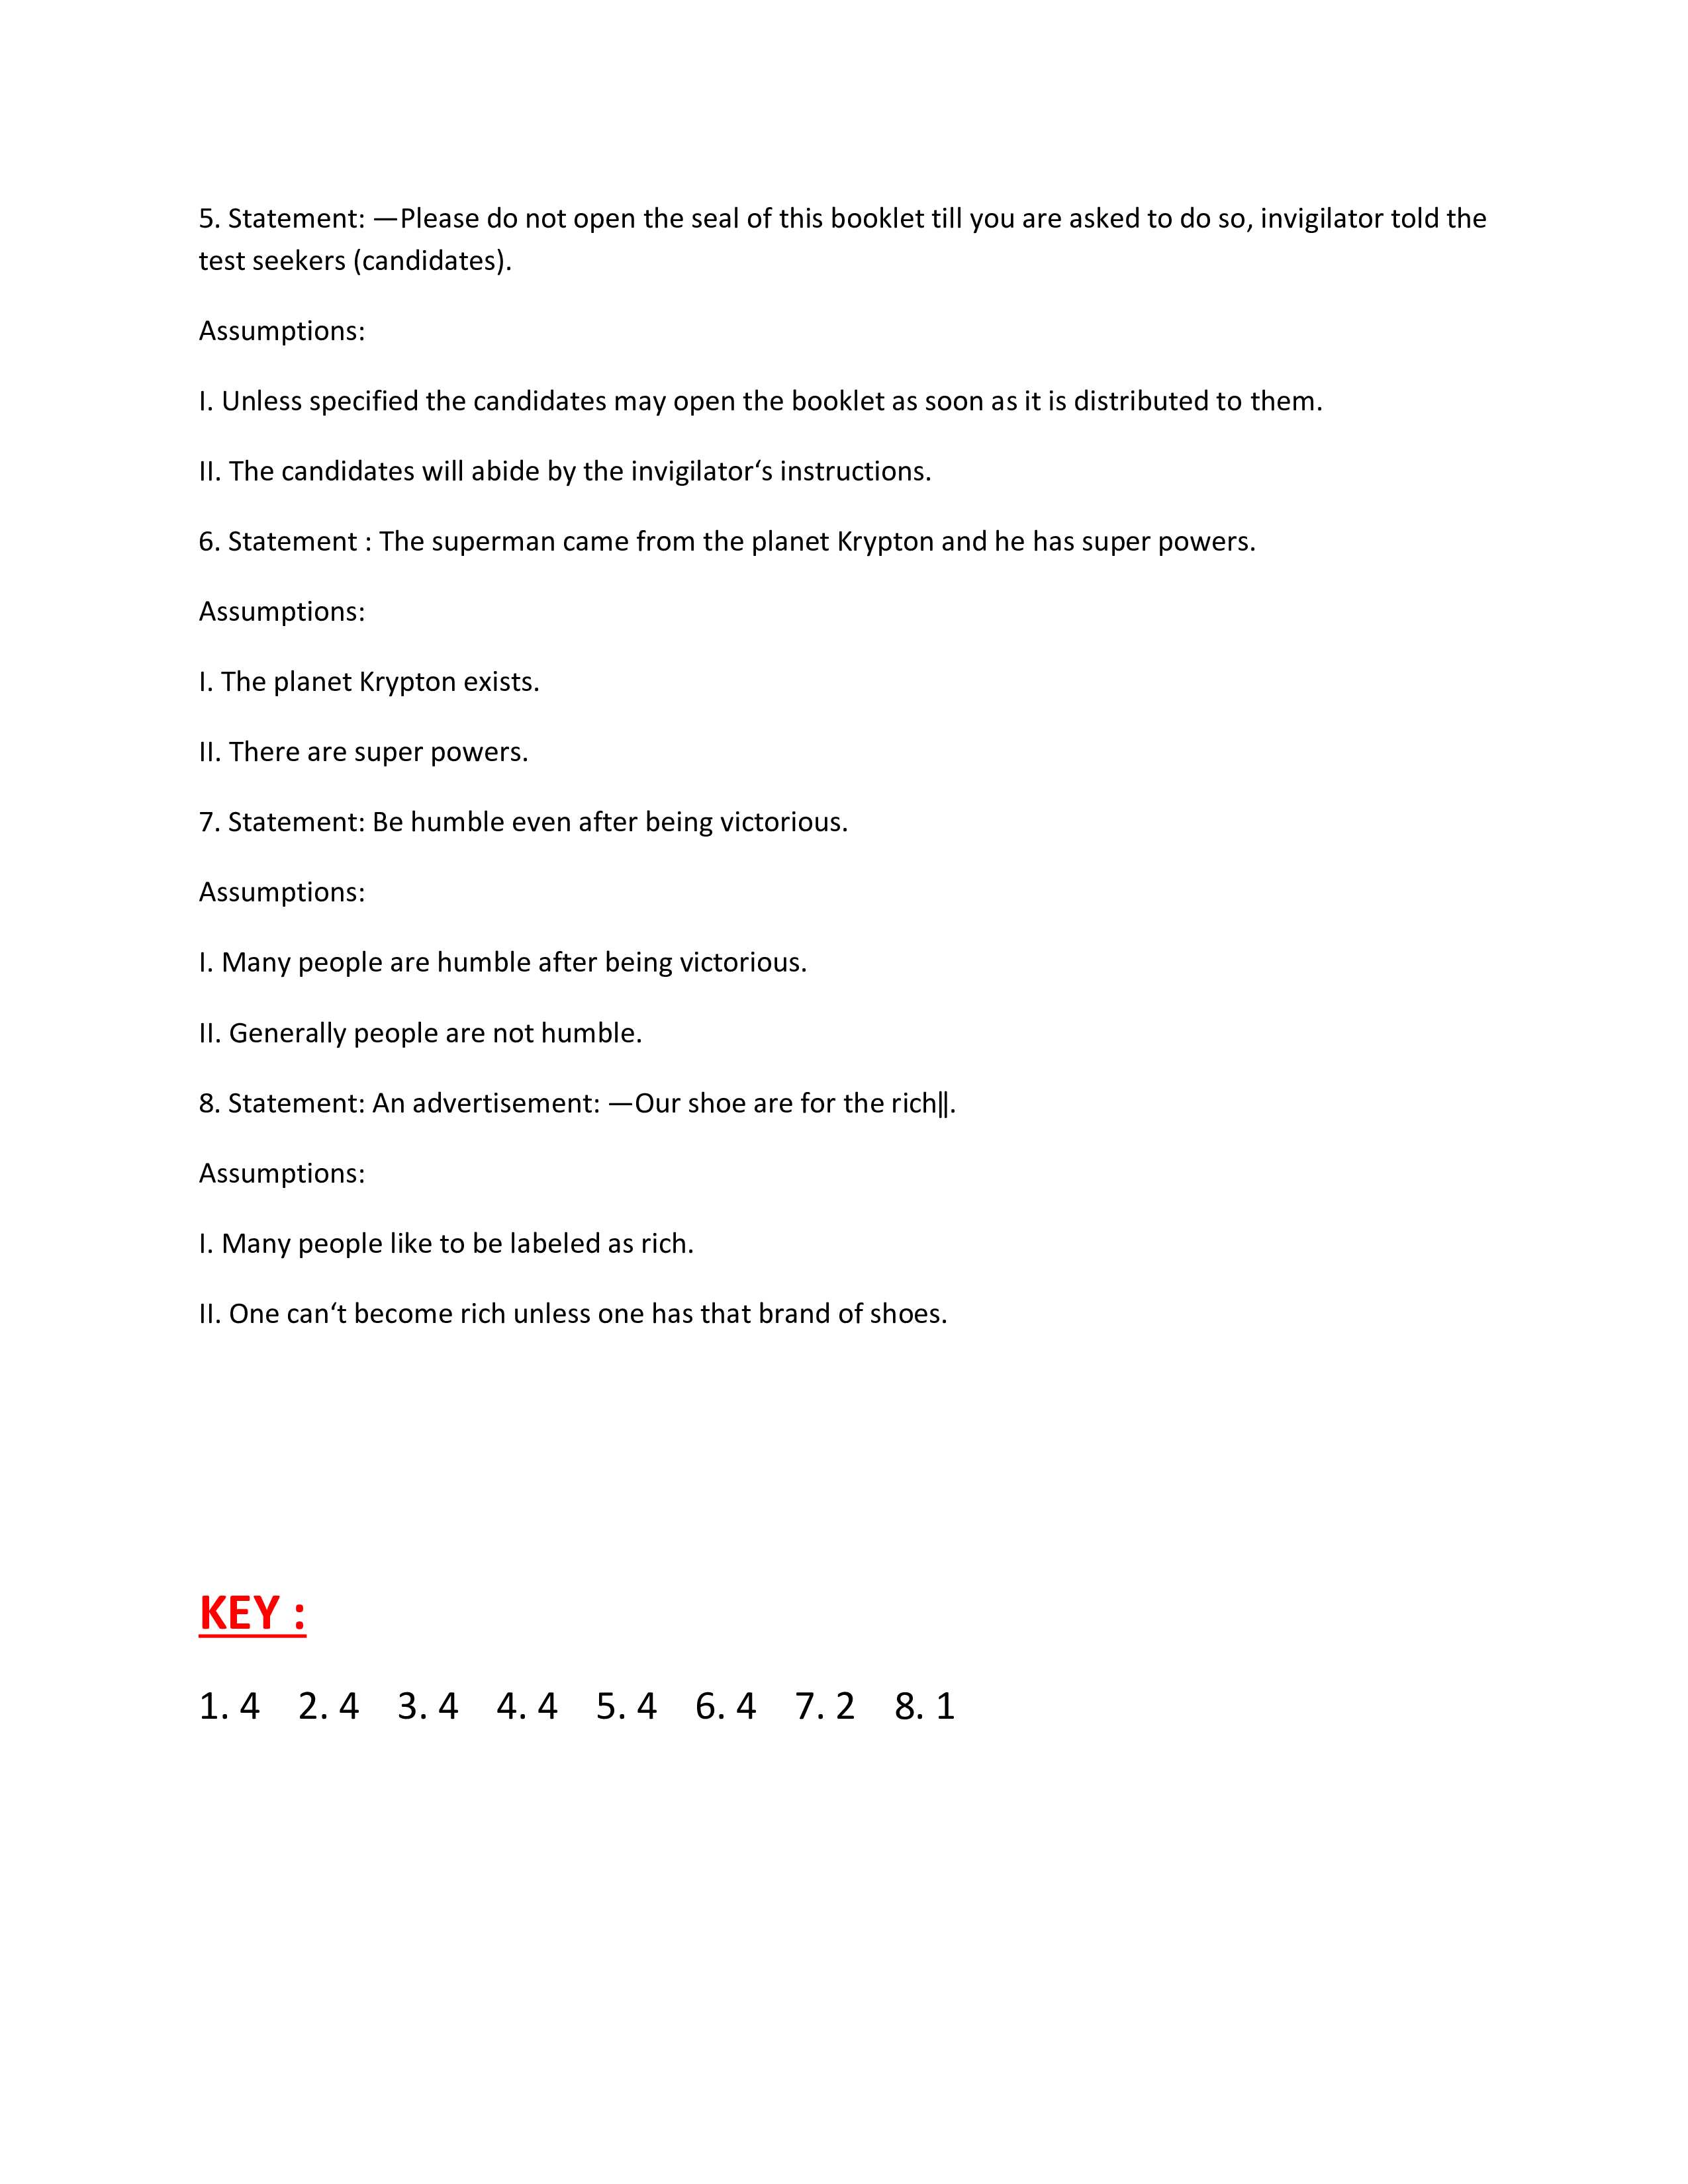 5. Statement: —Please do not open the seal of this booklet till you are asked to do so, invigilator told the
test seekers (candidates).
Assumptions:
I. Unless specified the candidates may open the booklet as soon as it is distributed to them.
II. The candidates will abide by the invigilator‘s instructions.
6. Statement : The superman came from the planet Krypton and he has super powers.
Assumptions:
I. The planet Krypton exists.
II. There are super powers.
7. Statement: Be humble even after being victorious.
Assumptions:
I. Many people are humble after being victorious.
II. Generally people are not humble.
8. Statement: An advertisement: —Our shoe are for the rich‖.
Assumptions:
I. Many people like to be labeled as rich.
II. One can‘t become rich unless one has that brand of shoes.
KEY :
1. 4 2. 4 3. 4 4. 4 5. 4 6. 4 7. 2 8. 1